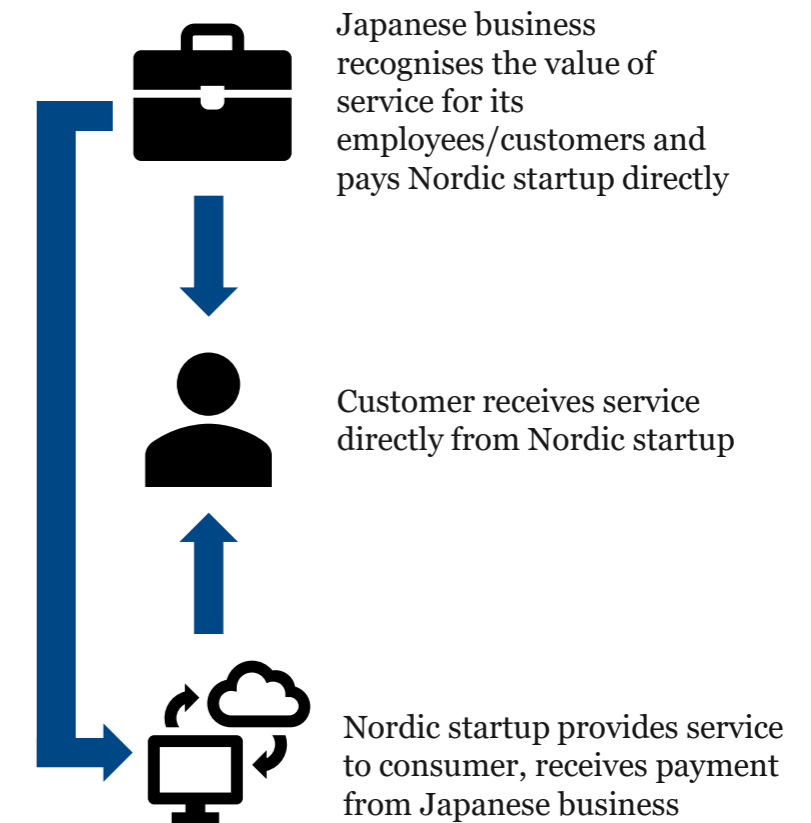 Japanese business
recognises the value of
service for its
employees/customers and
pays Nordic startup directly
Customer receives service
directly from Nordic startup
Nordic startup provides service
to consumer, receives payment
from Japanese business